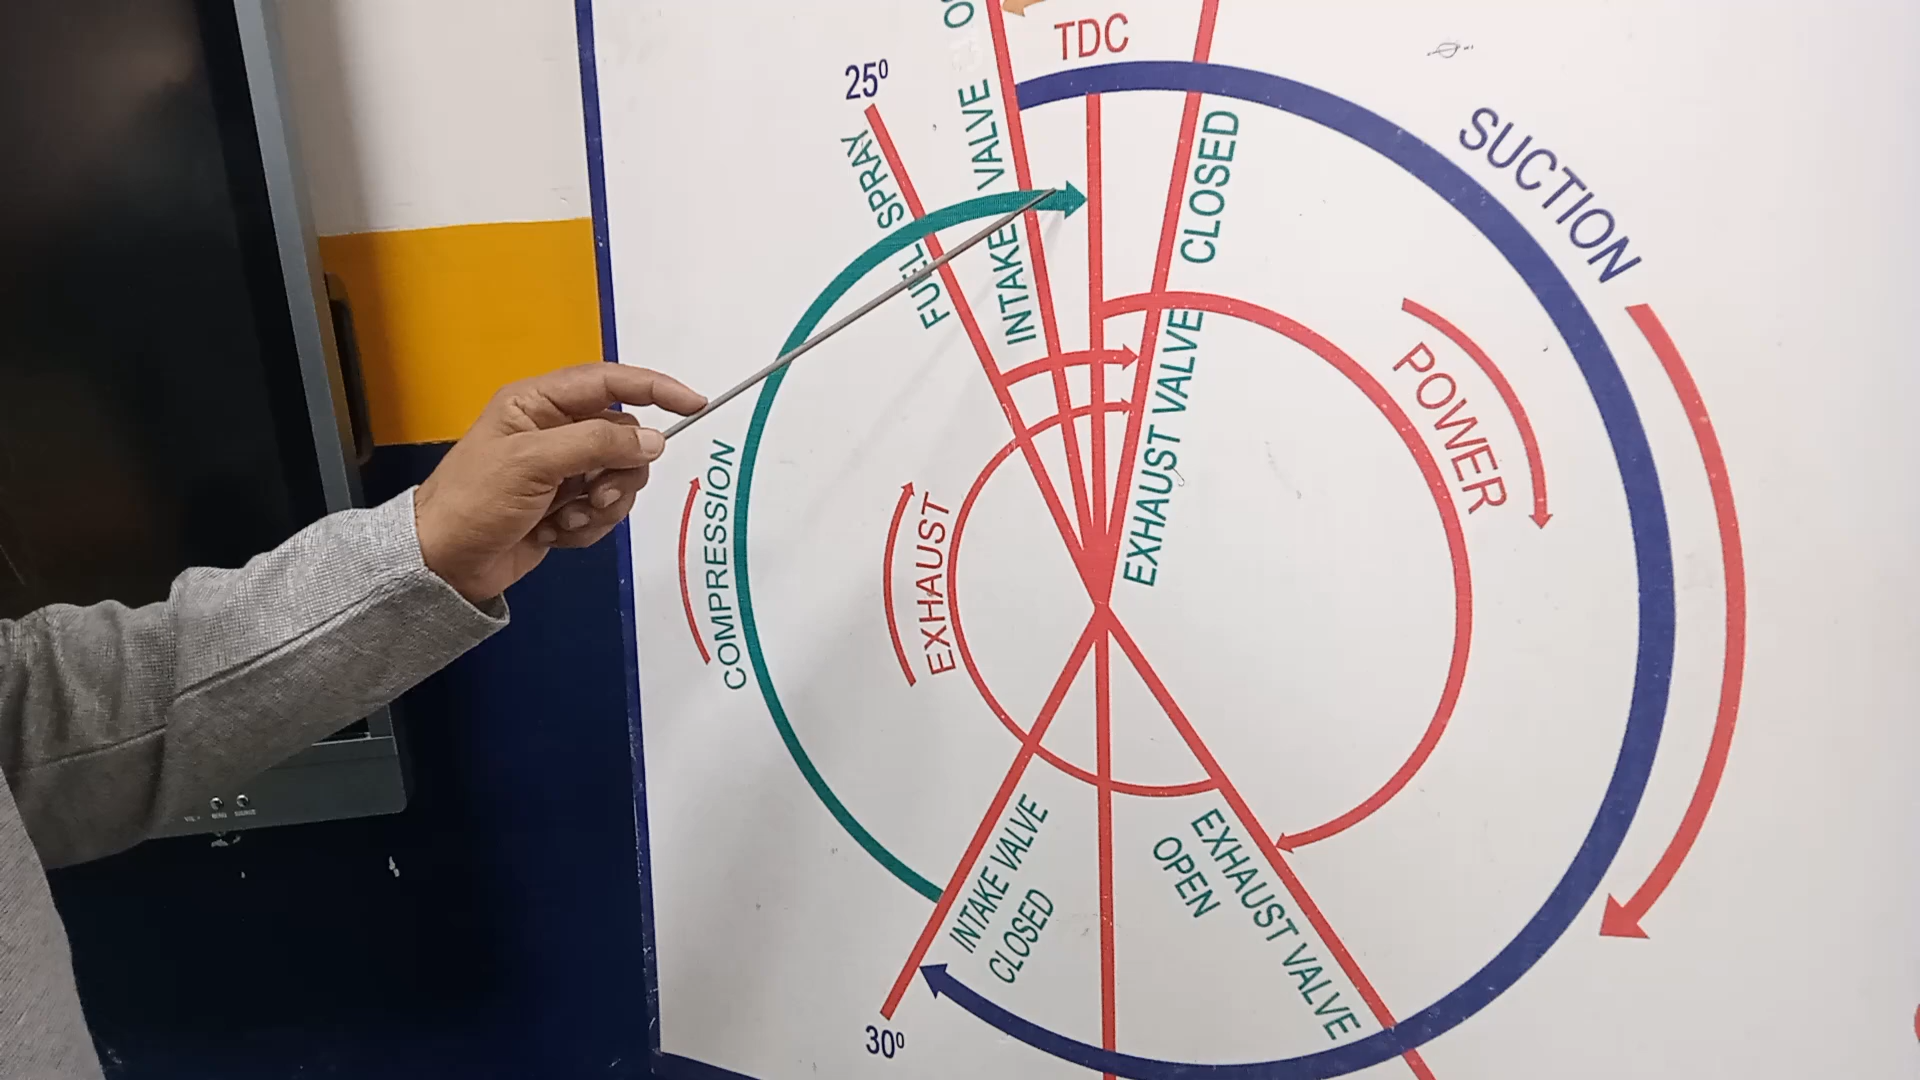 TDC
25⁰
FUEL SPRAY
INTAKE VALVE
EXHAUST VALVE CLOSED
SUCTION
POWER
COMPRESSION
EXHAUST
INTAKE VALVE
CLOSED
EXHAUST VALVE
OPEN
30⁰